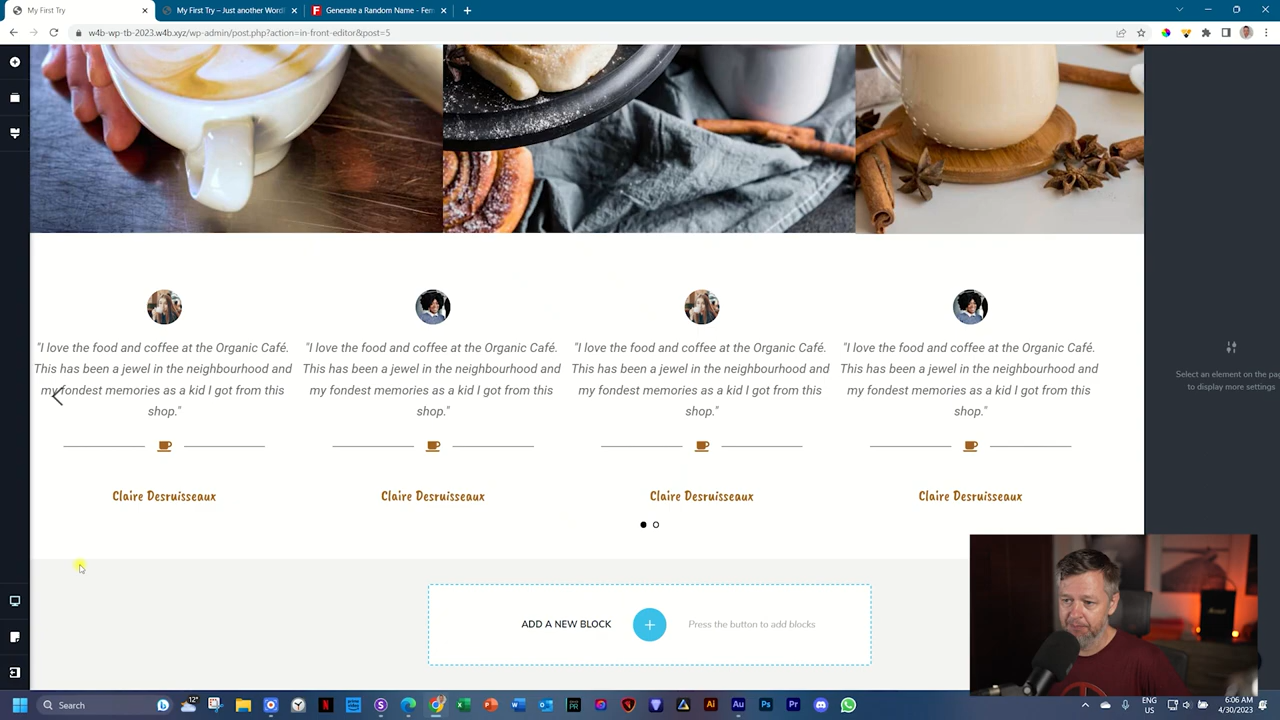 My First Try
My First Try – Just another Word
Generate a Random Name - Fe
w4b-wp-tb-2023.w4b.xyz/wp-admin/post.php?action=in-front-editor&post=5
"I love the food and coffee at the Organic Café.
This has been a jewel in the neighbourhood and
my fondest memories as a kid I got from this
shop."
Claire Desruisseaux
"I love the food and coffee at the Organic Café.
This has been a jewel in the neighbourhood and
my fondest memories as a kid I got from this
shop."
Claire Desruisseaux
"I love the food and coffee at the Organic Café.
This has been a jewel in the neighbourhood and
my fondest memories as a kid I got from this
shop."
Claire Desruisseaux
"I love the food and coffee at the Organic Café.
This has been a jewel in the neighbourhood and
my fondest memories as a kid I got from this
shop."
Claire Desruisseaux
Select an element on the pag
to display more settings
ADD A NEW BLOCK
Press the button to add blocks
Search
12°
ENG
US
6:06 AM
4/30/2023